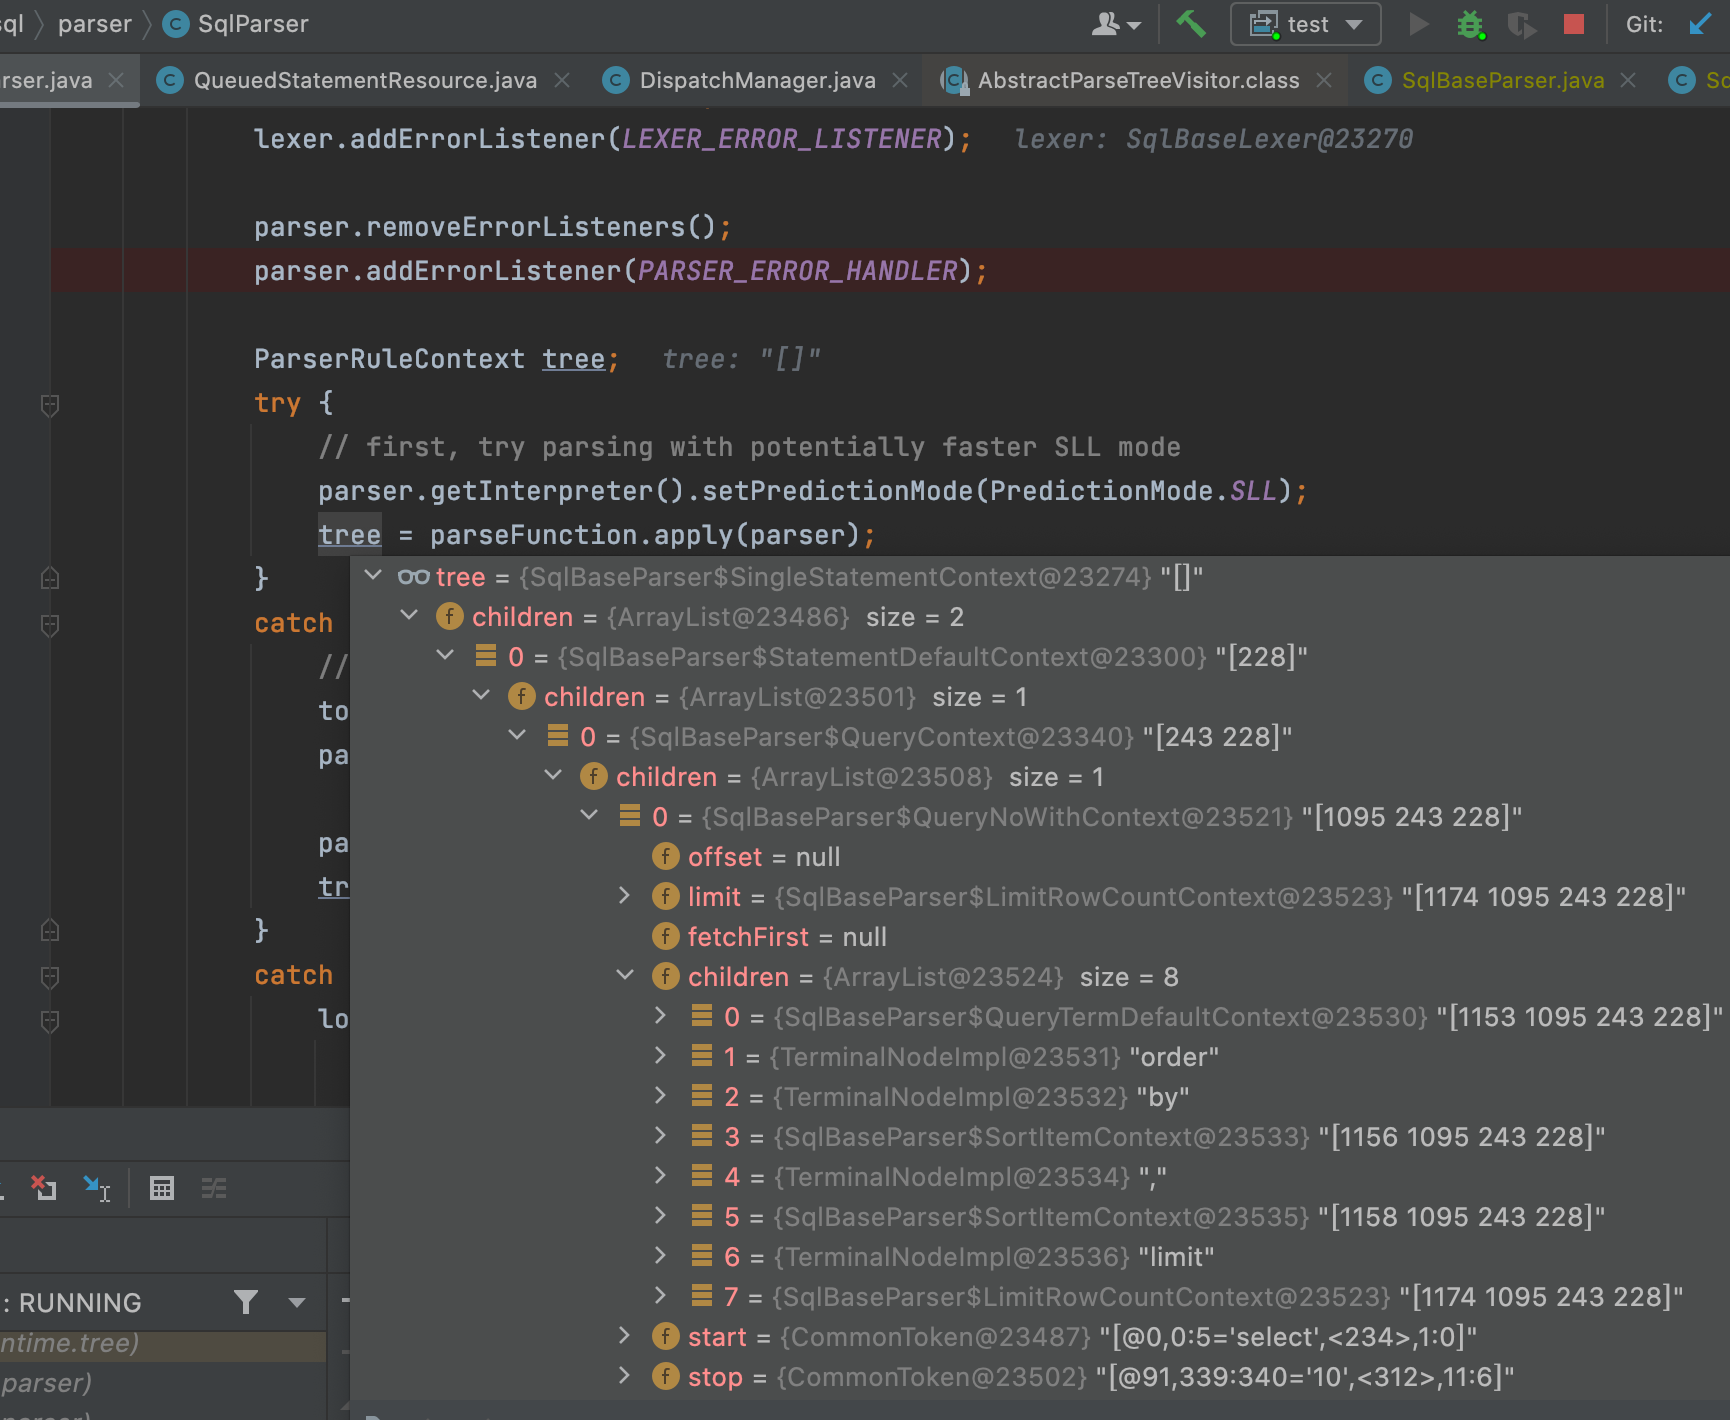 sql parser SqlParser test Git:
rser.java QueuedStatementResource.java DispatchManager.java AbstractParseTreeVisitor.class SqlBaseParser.java
lexer.addErrorListener(LEXER_ERROR_LISTENER); lexer: SqlBaseLexer@23270
parser.removeErrorListeners();
parser.addErrorListener(PARSER_ERROR_HANDLER);
ParserRuleContext tree; tree: "[]"
try {
// first, try parsing with potentially faster SLL mode
parser.getInterpreter().setPredictionMode(PredictionMode.SLL);
tree = parseFunction.apply(parser);
} tree = {SqlBaseParser$SingleStatementContext@23274} "[]"
catch children = {ArrayList@23486} size = 2
// 0 = {SqlBaseParser$StatementDefaultContext@23300} "[228]"
to children = {ArrayList@23501} size = 1
pa 0 = {SqlBaseParser$QueryContext@23340} "[243 228]"
children = {ArrayList@23508} size = 1
0 = {SqlBaseParser$QueryNoWithContext@23521} "[1095 243 228]"
pa offset = null
tr limit = {SqlBaseParser$LimitRowCountContext@23523} "[1174 1095 243 228]"
} fetchFirst = null
catch children = {ArrayList@23524} size = 8
lo 0 = {SqlBaseParser$QueryTermDefaultContext@23530} "[1153 1095 243 228]"
1 = {TerminalNodeImpl@23531} "order"
2 = {TerminalNodeImpl@23532} "by"
3 = {SqlBaseParser$SortItemContext@23533} "[1156 1095 243 228]"
4 = {TerminalNodeImpl@23534} ","
5 = {SqlBaseParser$SortItemContext@23535} "[1158 1095 243 228]"
6 = {TerminalNodeImpl@23536} "limit"
7 = {SqlBaseParser$LimitRowCountContext@23523} "[1174 1095 243 228]"
start = {CommonToken@23487} "[@0,0:5='select',<234>,1:0]"
stop = {CommonToken@23502} "[@91,339:340='10',<312>,11:6]"
: RUNNING
ntime.tree)
parser)